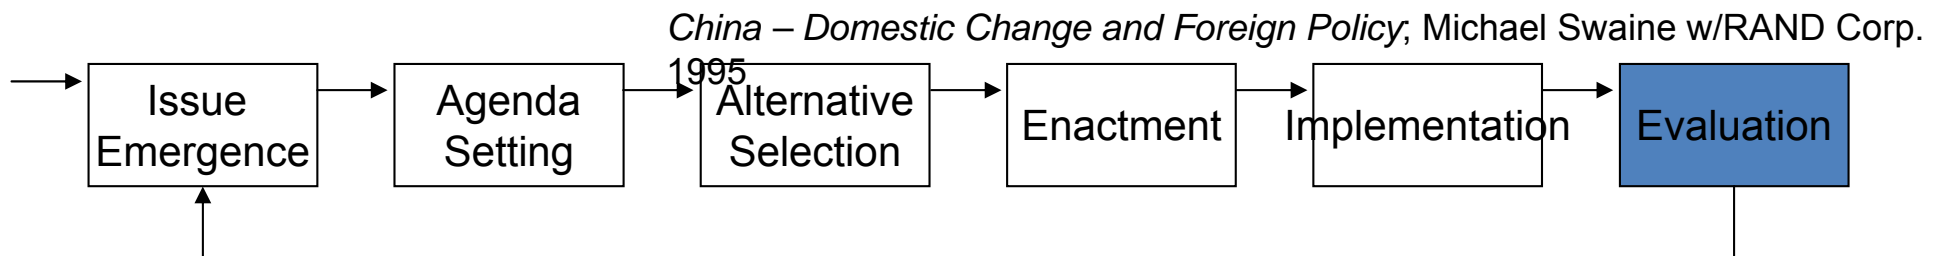 China – Domestic Change and Foreign Policy; Michael Swaine w/RAND Corp.
1995
Issue
Emergence
Agenda
Setting
Alternative
Selection
Enactment
Implementation
Evaluation